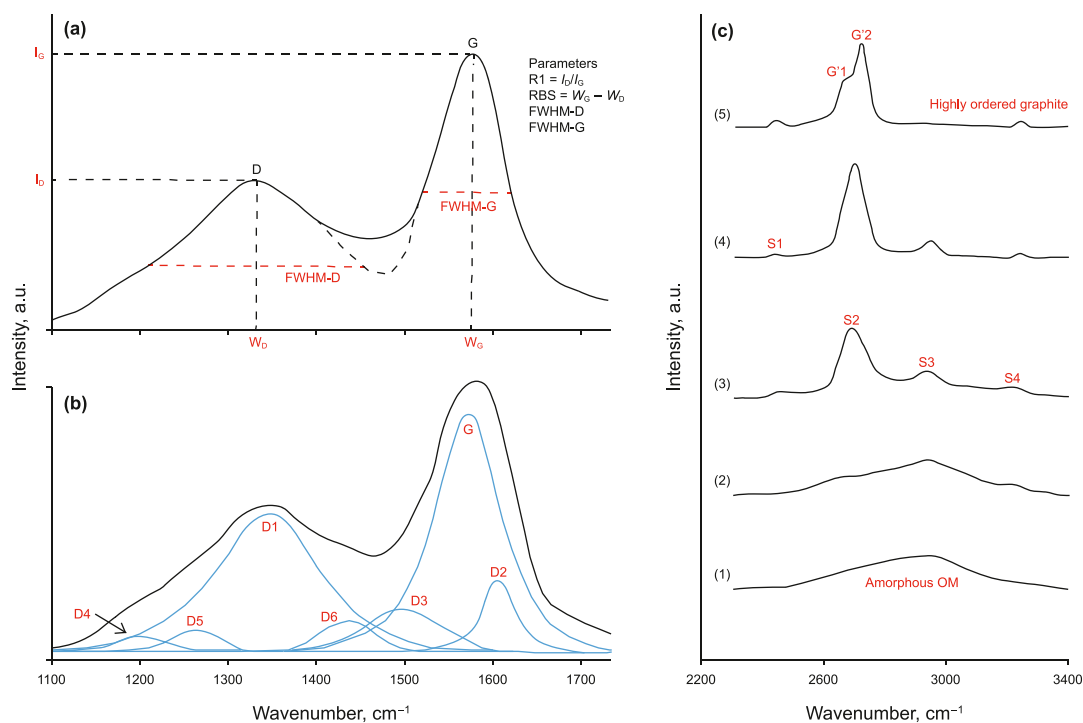 (a)
I_G
I_D
D
G
Parameters
R1 = I_D/I_G
RBS = W_G − W_D
FWHM-D
FWHM-G
FWHM-G
FWHM-D
W_D
W_G
Intensity, a.u.
(b)
G
D1
D2
D3
D4
D5
D6
1100
1200
1300
1400
1500
1600
1700
Wavenumber, cm⁻¹
(c)
G'2
G'1
Highly ordered graphite
(5)
(4)
S1
S2
S3
S4
(3)
(2)
(1)
Amorphous OM
Intensity, a.u.
2200
2600
3000
3400
Wavenumber, cm⁻¹